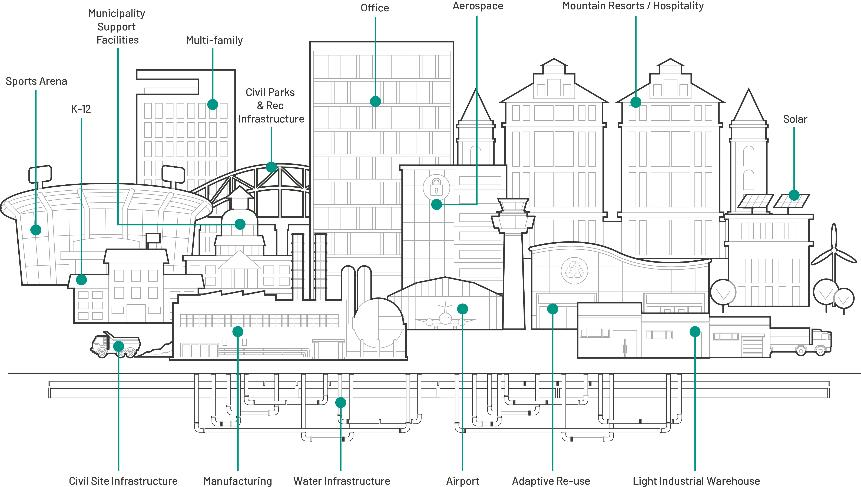 Municipality
Support
Facilities
Office
Aerospace
Mountain Resorts / Hospitality
Multi-family
Sports Arena
K-12
Civil Parks
& Rec
Infrastructure
Solar
Civil Site Infrastructure
Manufacturing
Water Infrastructure
Airport
Adaptive Re-use
Light Industrial Warehouse